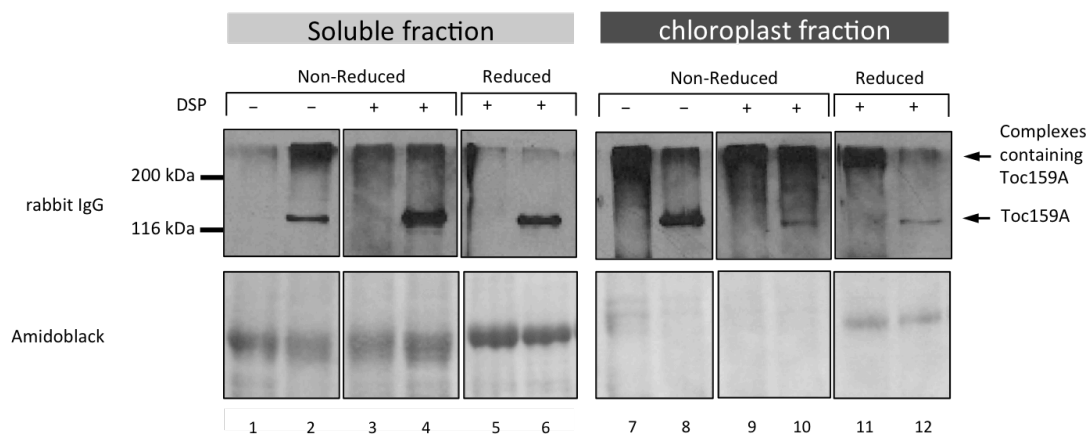 Soluble fraction chloroplast fraction
Non-Reduced Reduced Non-Reduced Reduced
DSP – – + + + + – – + + + +
Complexes
containing
Toc159A
200 kDa
rabbit IgG
Toc159A
116 kDa
Amidoblack
1 2 3 4 5 6 7 8 9 10 11 12